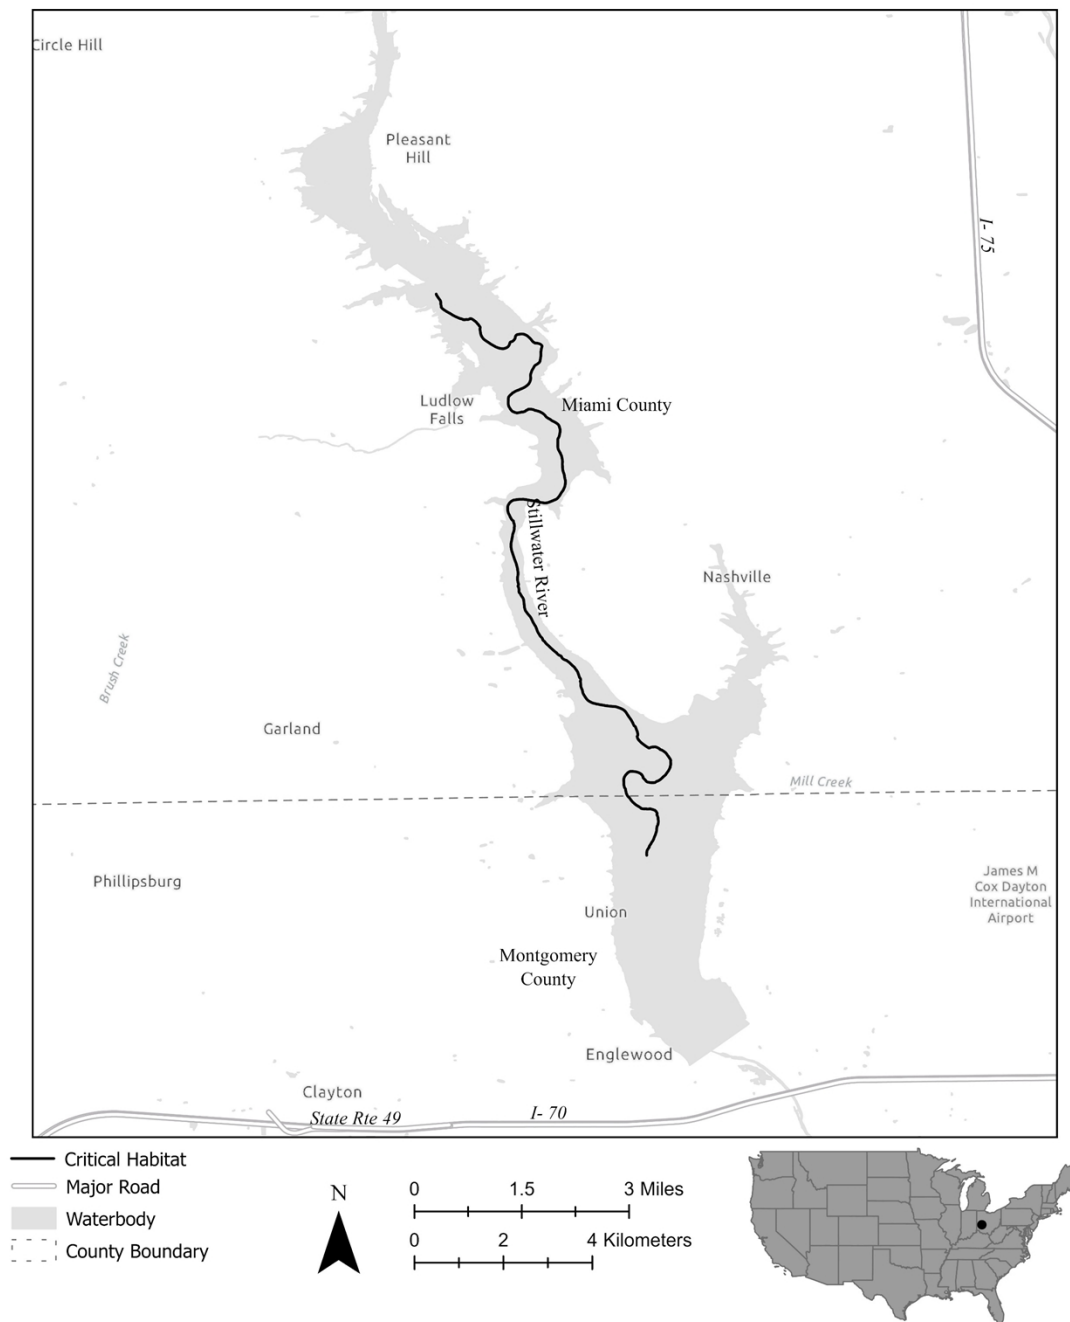 Circle Hill
Pleasant
Hill
I- 75
Ludlow
Falls
Miami County
Stillwater River
Nashville
Brush Creek
Garland
Mill Creek
Phillipsburg
James M
Cox Dayton
International
Airport
Union
Montgomery
County
Englewood
Clayton
State Rte 49
I- 70
Critical Habitat
Major Road
Waterbody
County Boundary
N
0 1.5 3 Miles
0 2 4 Kilometers